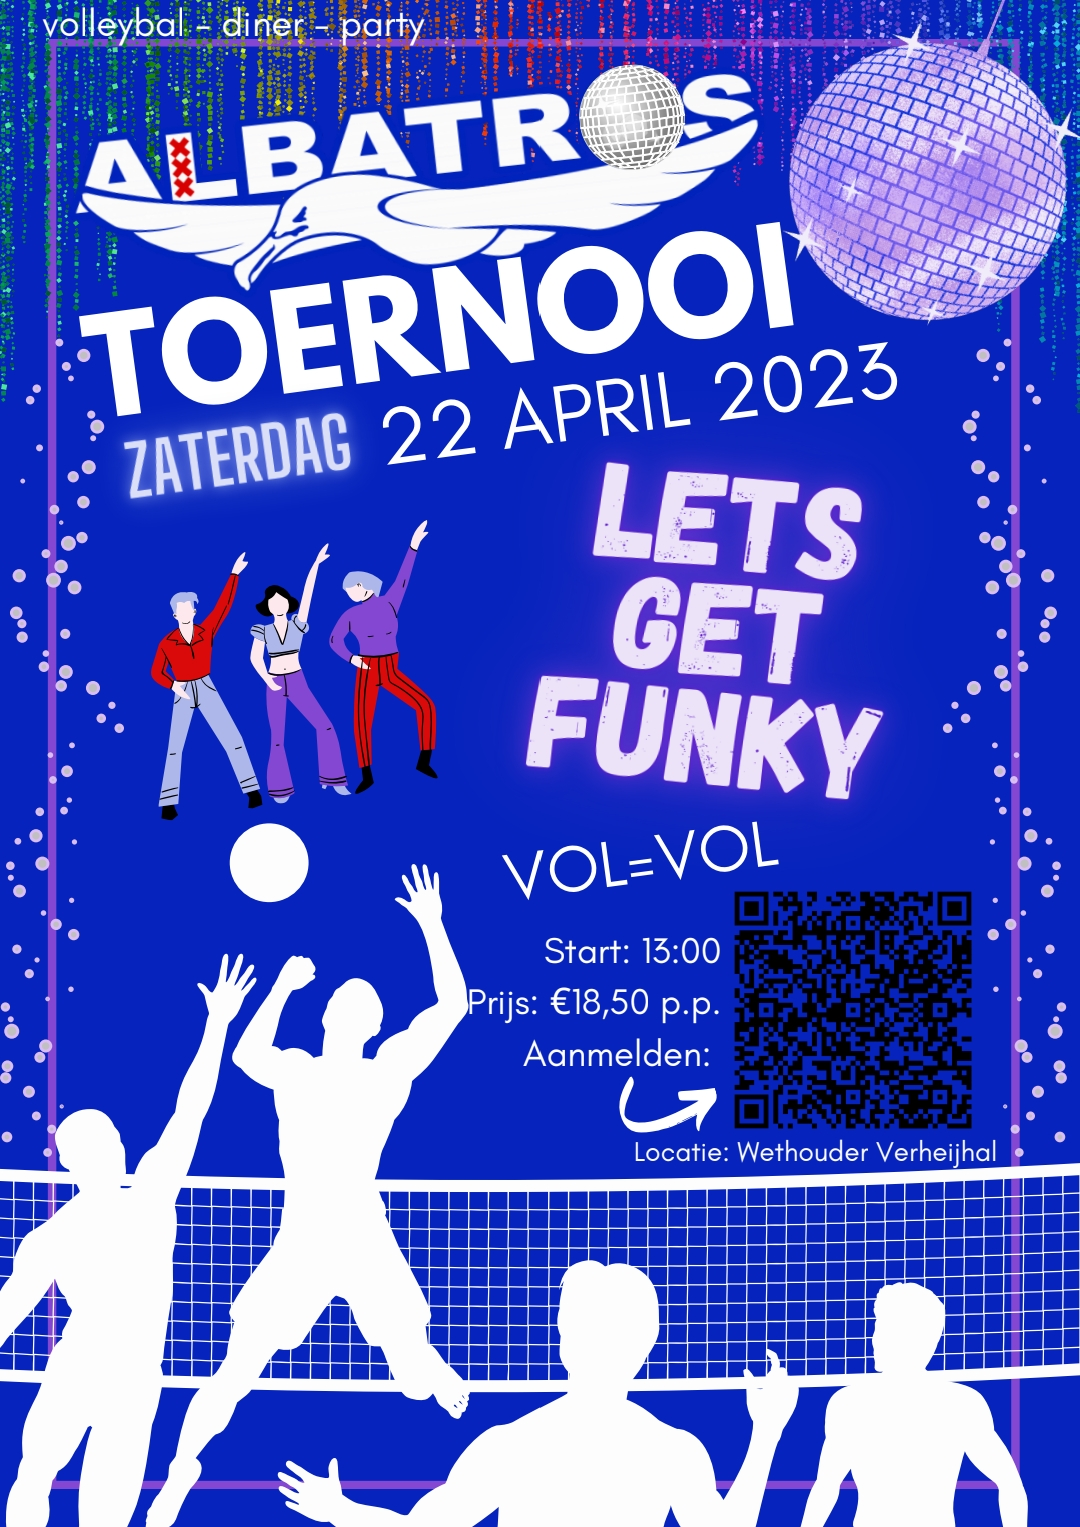 volleybal - diner - party
ALBATROS
TOERNOOI
ZATERDAG 22 APRIL 2023
LETS
GET
FUNKY
VOL=VOL
Start: 13:00
Prijs: €18,50 p.p.
Aanmelden:
Locatie: Wethouder Verheijhal